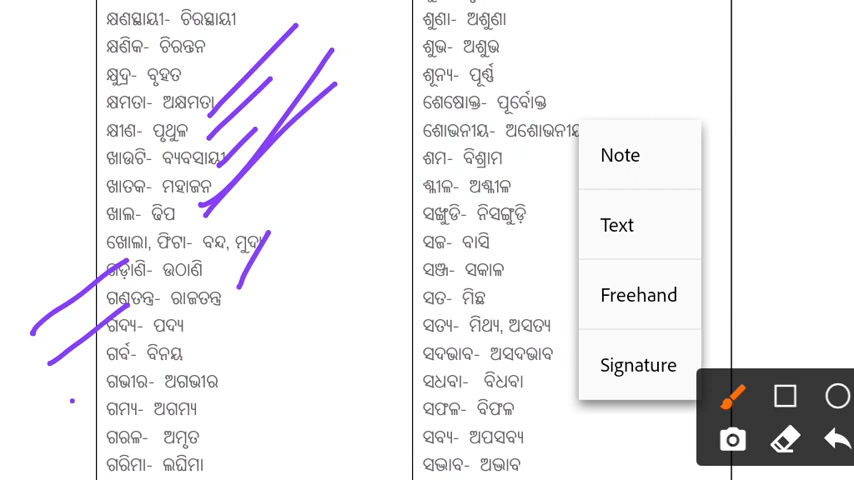 କ୍ଷଣସ୍ଥାୟୀ- ଚିରସ୍ଥାୟୀ
କ୍ଷଣିକ- ଚିରନ୍ତନ
କ୍ଷୁଦ୍ର- ବୃହତ
କ୍ଷମତା- ଅକ୍ଷମତା
କ୍ଷୀଣ- ପୃଥୁଳ
ଖାଉଟି- ବ୍ୟବସାୟୀ
ଖାତକ- ମହାଜନ
ଖାଲ- ଢିପ
ଖୋଲା, ଫିଟା- ବନ୍ଦ, ମୁଦା
ଗଡ଼ାଣି- ଉଠାଣି
ଗଣତନ୍ତ୍ର- ରାଜତନ୍ତ୍ର
ଗଦ୍ୟ- ପଦ୍ୟ
ଗର୍ବ- ବିନୟ
ଗଭୀର- ଅଗଭୀର
ଗମ୍ୟ- ଅଗମ୍ୟ
ଗରଳ- ଅମୃତ
ଗରିମା- ଲଘିମା
ଶୁଣା- ଅଶୁଣା
ଶୁଭ- ଅଶୁଭ
ଶୂନ୍ୟ- ପୂର୍ଣ୍ଣ
ଶେଷୋକ୍ତ- ପୂର୍ବୋକ୍ତ
ଶୋଭନୀୟ- ଅଶୋଭନୀୟ
ଶ୍ରମ- ବିଶ୍ରାମ
ଶ୍ଳୀଳ- ଅଶ୍ଳୀଳ
ସଙ୍ଖୁଡି- ନିସଙ୍ଖୁଡ଼ି
ସଜ- ବାସି
ସଞ୍ଜ- ସକାଳ
ସତ- ମିଛ
ସତ୍ୟ- ମିଥ୍ୟ, ଅସତ୍ୟ
ସଦଭାବ- ଅସଦଭାବ
ସଧବା- ବିଧବା
ସଫଳ- ବିଫଳ
ସବ୍ୟ- ଅପସବ୍ୟ
ସଦ୍ଭାବ- ଅଭାବ
Note
Text
Freehand
Signature